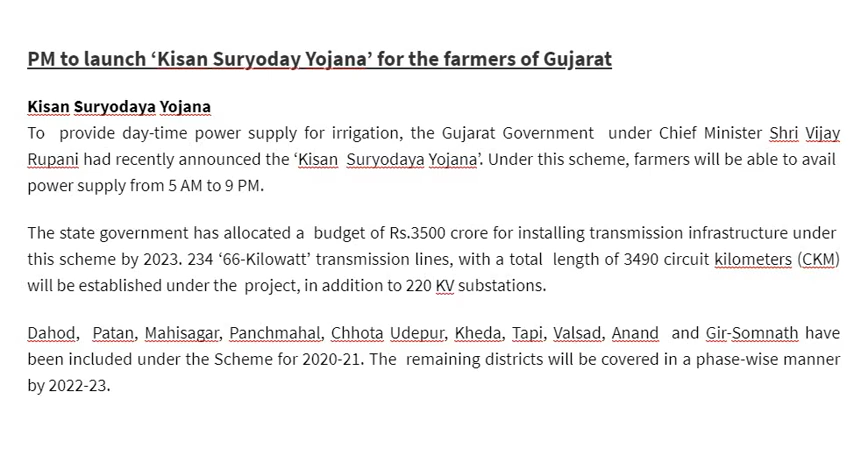 PM to launch ‘Kisan Suryoday Yojana’ for the farmers of Gujarat
Kisan Suryodaya Yojana
To provide day-time power supply for irrigation, the Gujarat Government under Chief Minister Shri Vijay
Rupani had recently announced the ‘Kisan Suryodaya Yojana’. Under this scheme, farmers will be able to avail
power supply from 5 AM to 9 PM.
The state government has allocated a budget of Rs.3500 crore for installing transmission infrastructure under
this scheme by 2023. 234 ‘66-Kilowatt’ transmission lines, with a total length of 3490 circuit kilometers (CKM)
will be established under the project, in addition to 220 KV substations.
Dahod, Patan, Mahisagar, Panchmahal, Chhota Udepur, Kheda, Tapi, Valsad, Anand and Gir-Somnath have
been included under the Scheme for 2020-21. The remaining districts will be covered in a phase-wise manner
by 2022-23.